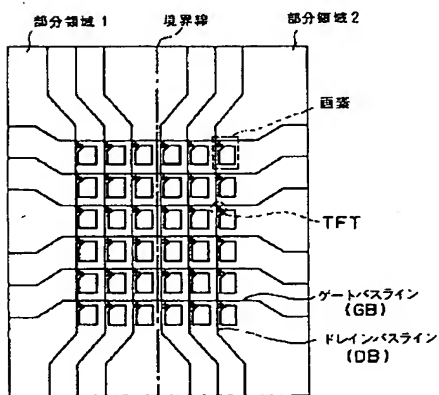 部分領域1
境界線
部分領域2
画素
TFT
ゲートバスライン
(GB)
ドレインバスライン
(DB)